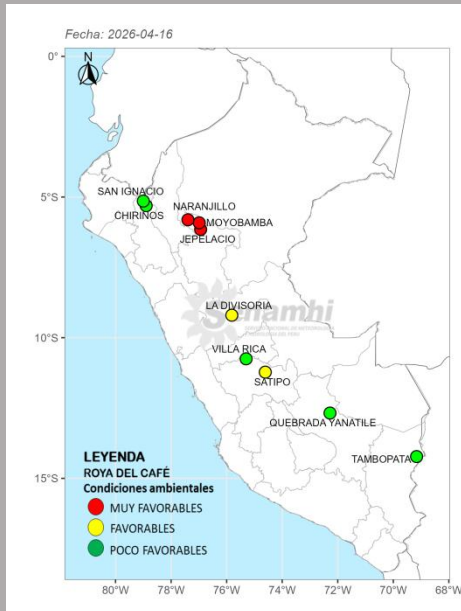 Fecha: 2026-04-16
0°
N
5°S
SAN IGNACIO
CHIRINOS
NARANJILLO
MOYOBAMBA
JEPELACIO
LA DIVISORIA
Senamhi
10°S
VILLA RICA
SATIPO
QUEBRADA YANATILE
TAMBOPATA
15°S
LEYENDA
ROYA DEL CAFÉ
Condiciones ambientales
MUY FAVORABLES
FAVORABLES
POCO FAVORABLES
80°W 78°W 76°W 74°W 72°W 70°W 68°W